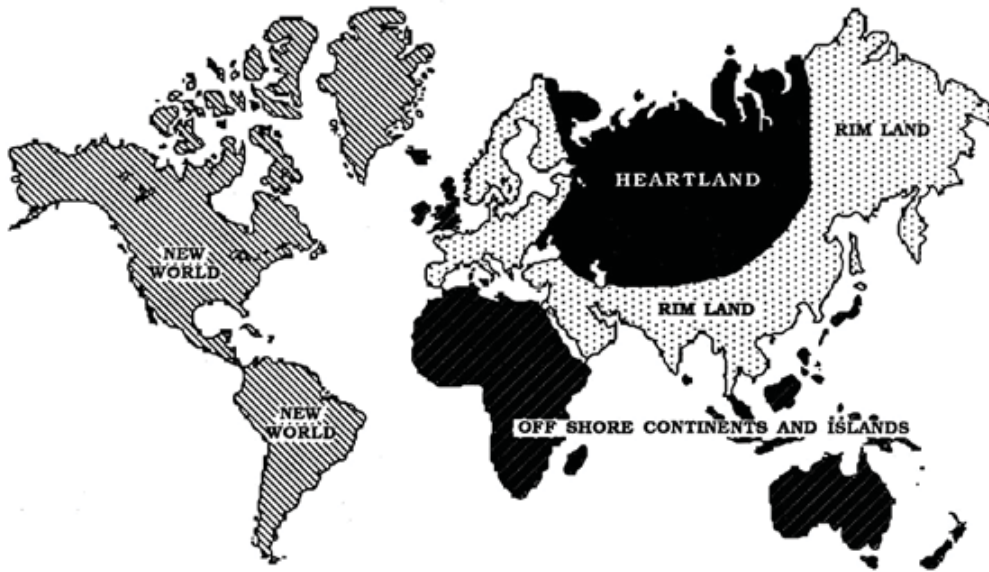 RIM LAND
HEARTLAND
NEW
WORLD
RIM LAND
NEW
WORLD
OFF SHORE CONTINENTS AND ISLANDS